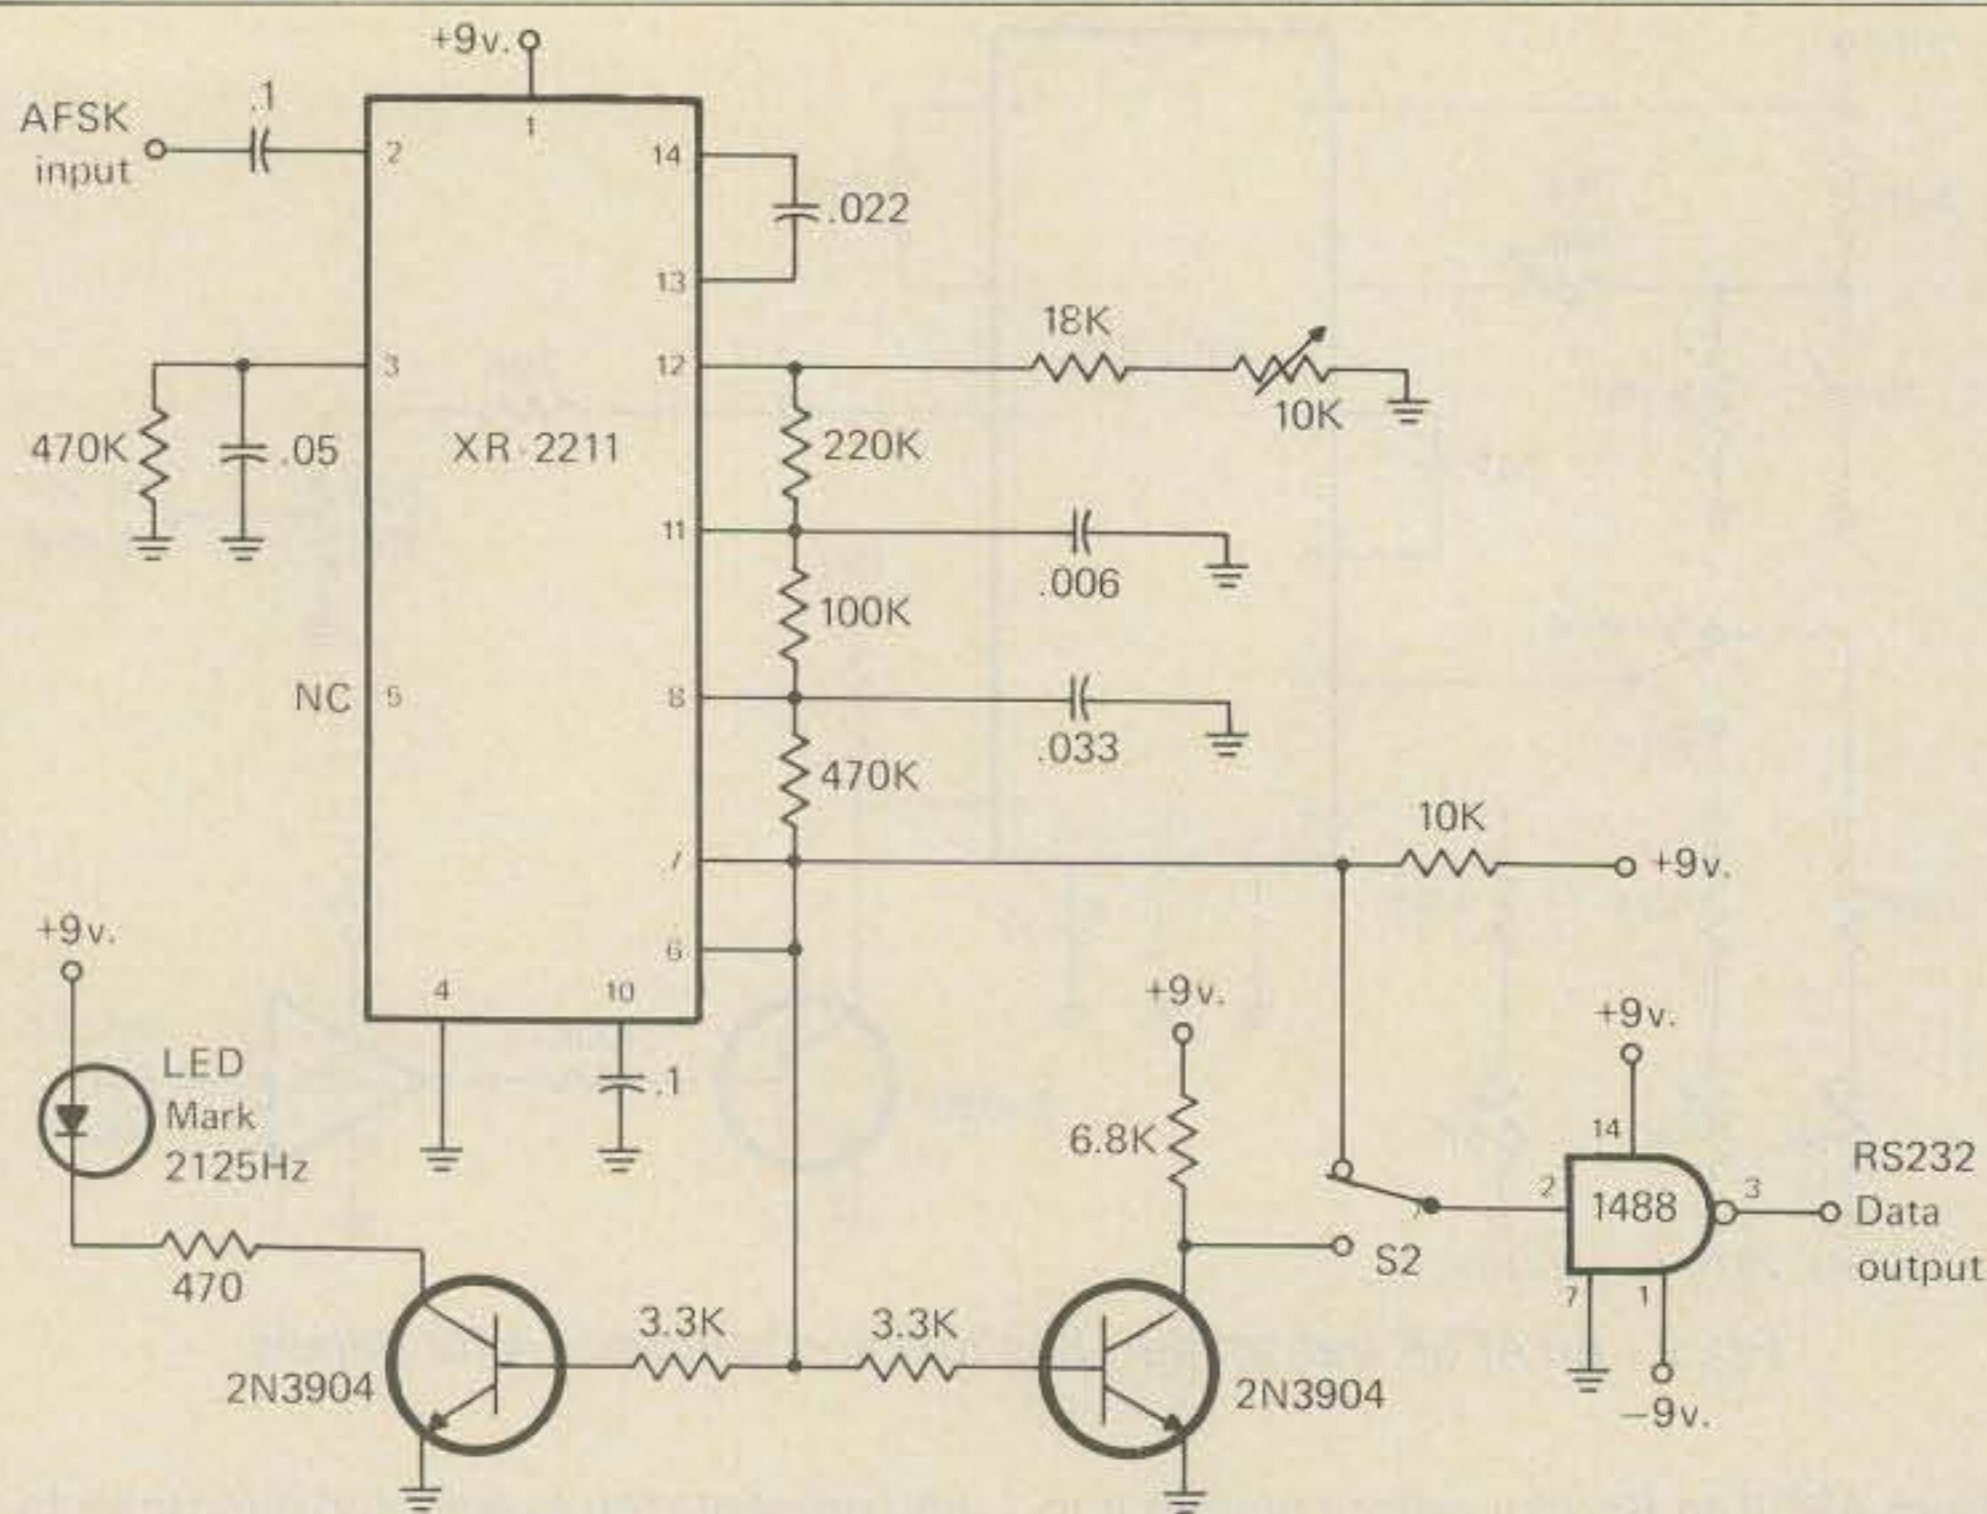 +9v.
AFSK
input
.1
1
2
14
.022
13
3
12
18K
10K
470K
.05
XR-2211
220K
11
.006
100K
NC
5
8
.033
470K
10K
7
+9v.
6
+9v.
4
10
+9v.
+9v.
LED
Mark
2125Hz
.1
6.8K
14
2
1488
3
RS232
Data
output
S2
470
7
1
3.3K
3.3K
2N3904
2N3904
−9v.